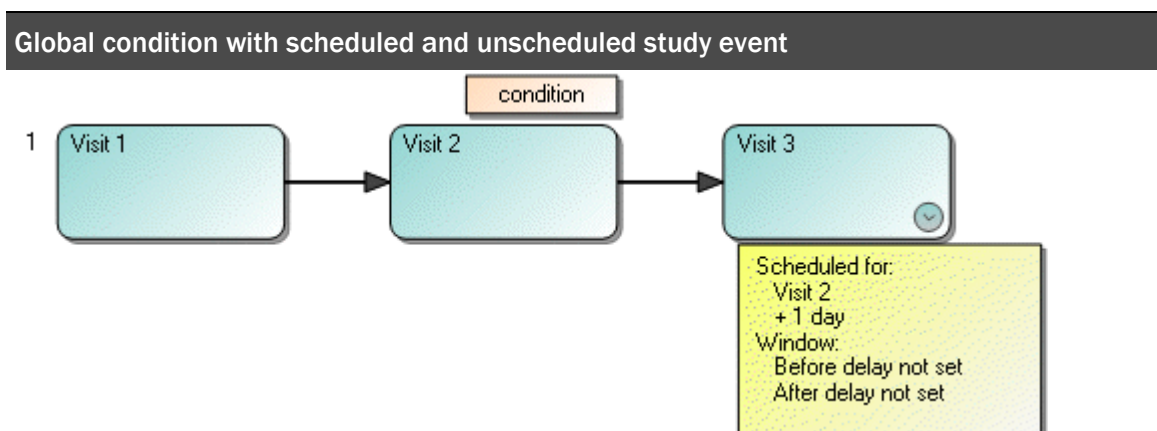 Global condition with scheduled and unscheduled study event
condition
1
Visit 1
Visit 2
Visit 3
Scheduled for:
Visit 2
+ 1 day
Window:
Before delay not set
After delay not set